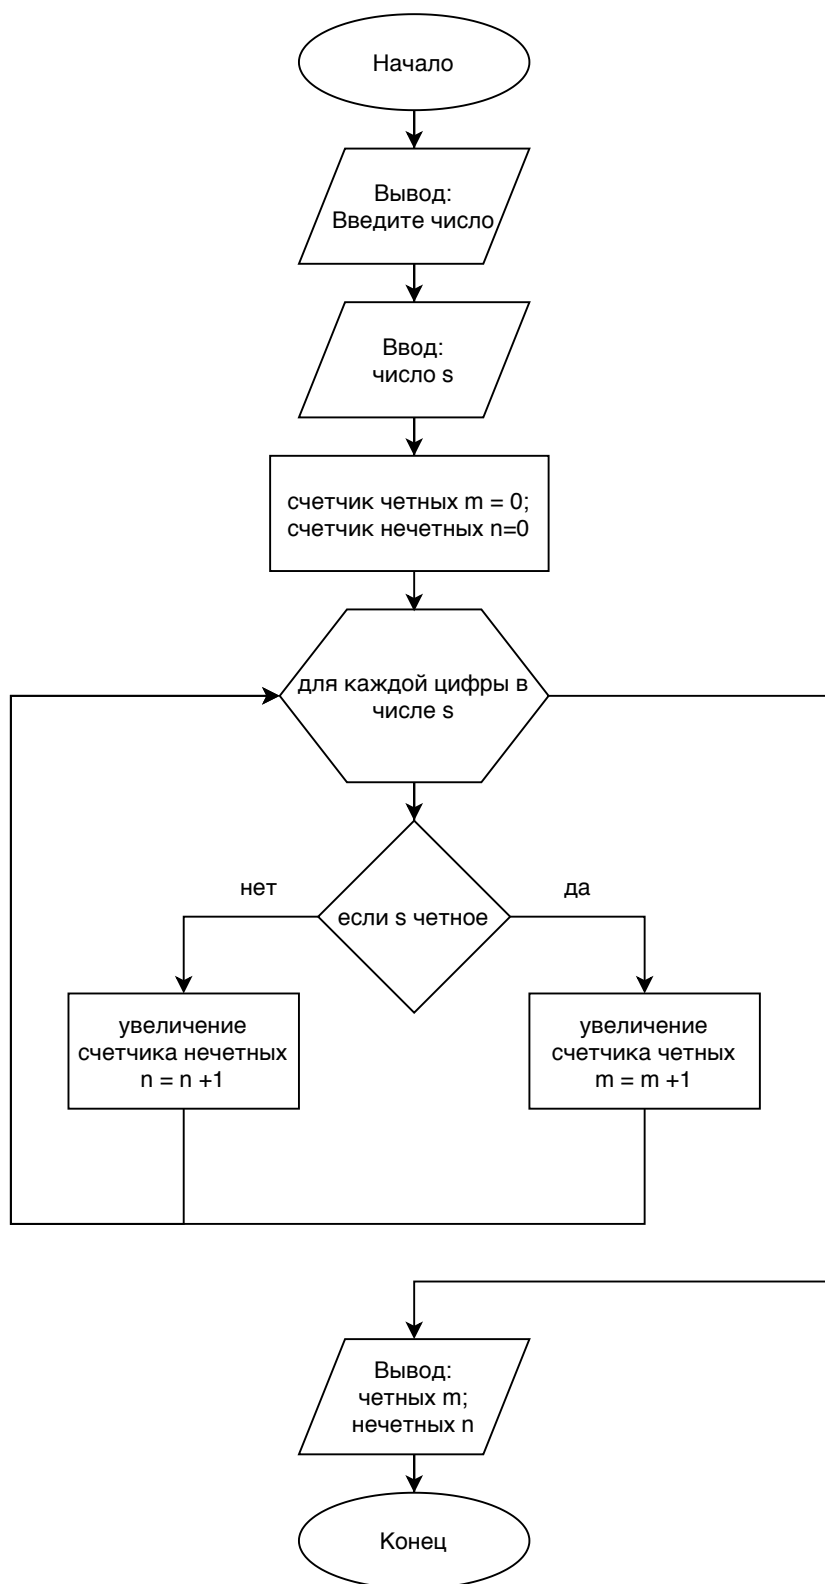 Начало
Вывод:
Введите число
Ввод:
число s
счетчик четных m = 0;
счетчик нечетных n=0
для каждой цифры в
числе s
нет
да
если s четное
увеличение
счетчика нечетных
n = n +1
увеличение
счетчика четных
m = m +1
Вывод:
четных m;
нечетных n
Конец